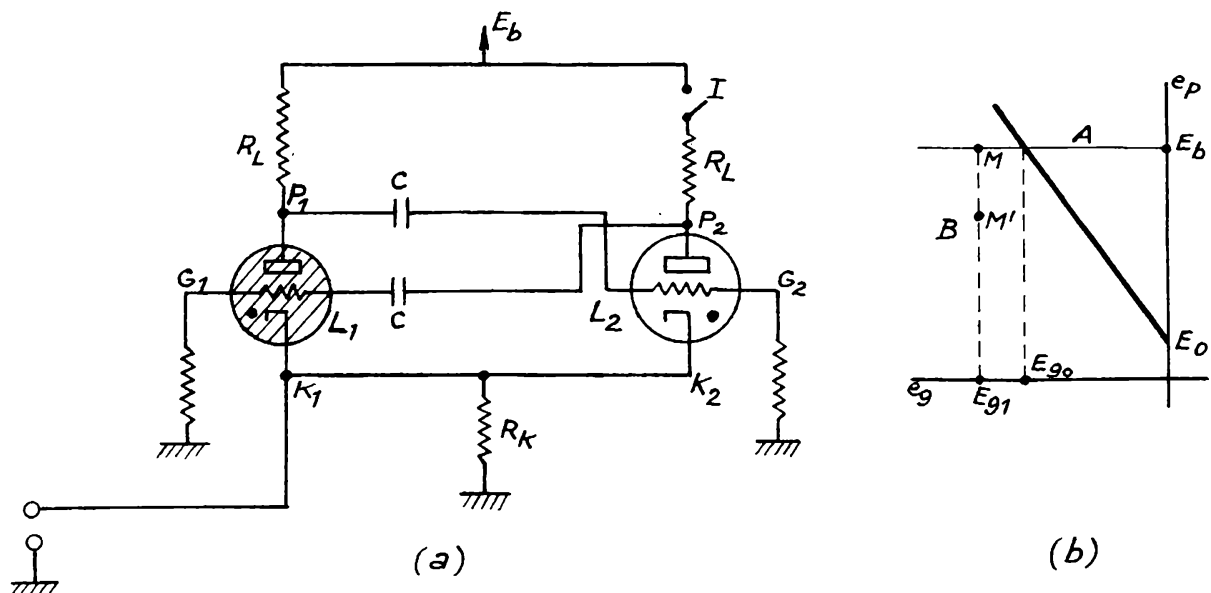 E_b
I
R_L
R_L
P_1
C
P_2
G_1
L_1
C
L_2
G_2
K_1
K_2
R_K
(a)
e_p
A
E_b
M
B
M'
E_0
E_g0
e_g
E_g1
(b)